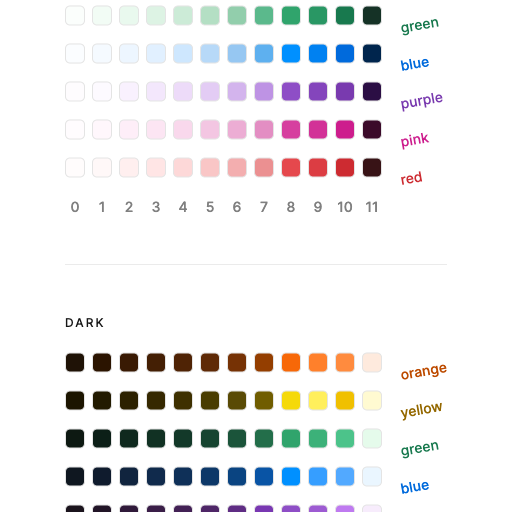 green
blue
purple
pink
red
0 1 2 3 4 5 6 7 8 9 10 11
DARK
orange
yellow
green
blue